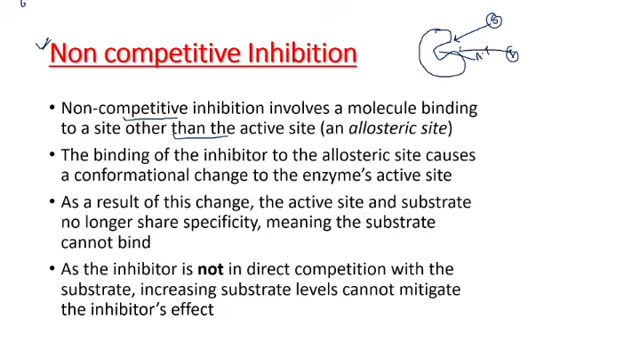 Non competitive Inhibition
• Non-competitive inhibition involves a molecule binding
to a site other than the active site (an allosteric site)
• The binding of the inhibitor to the allosteric site causes
a conformational change to the enzyme's active site
• As a result of this change, the active site and substrate
no longer share specificity, meaning the substrate
cannot bind
• As the inhibitor is not in direct competition with the
substrate, increasing substrate levels cannot mitigate
the inhibitor's effect